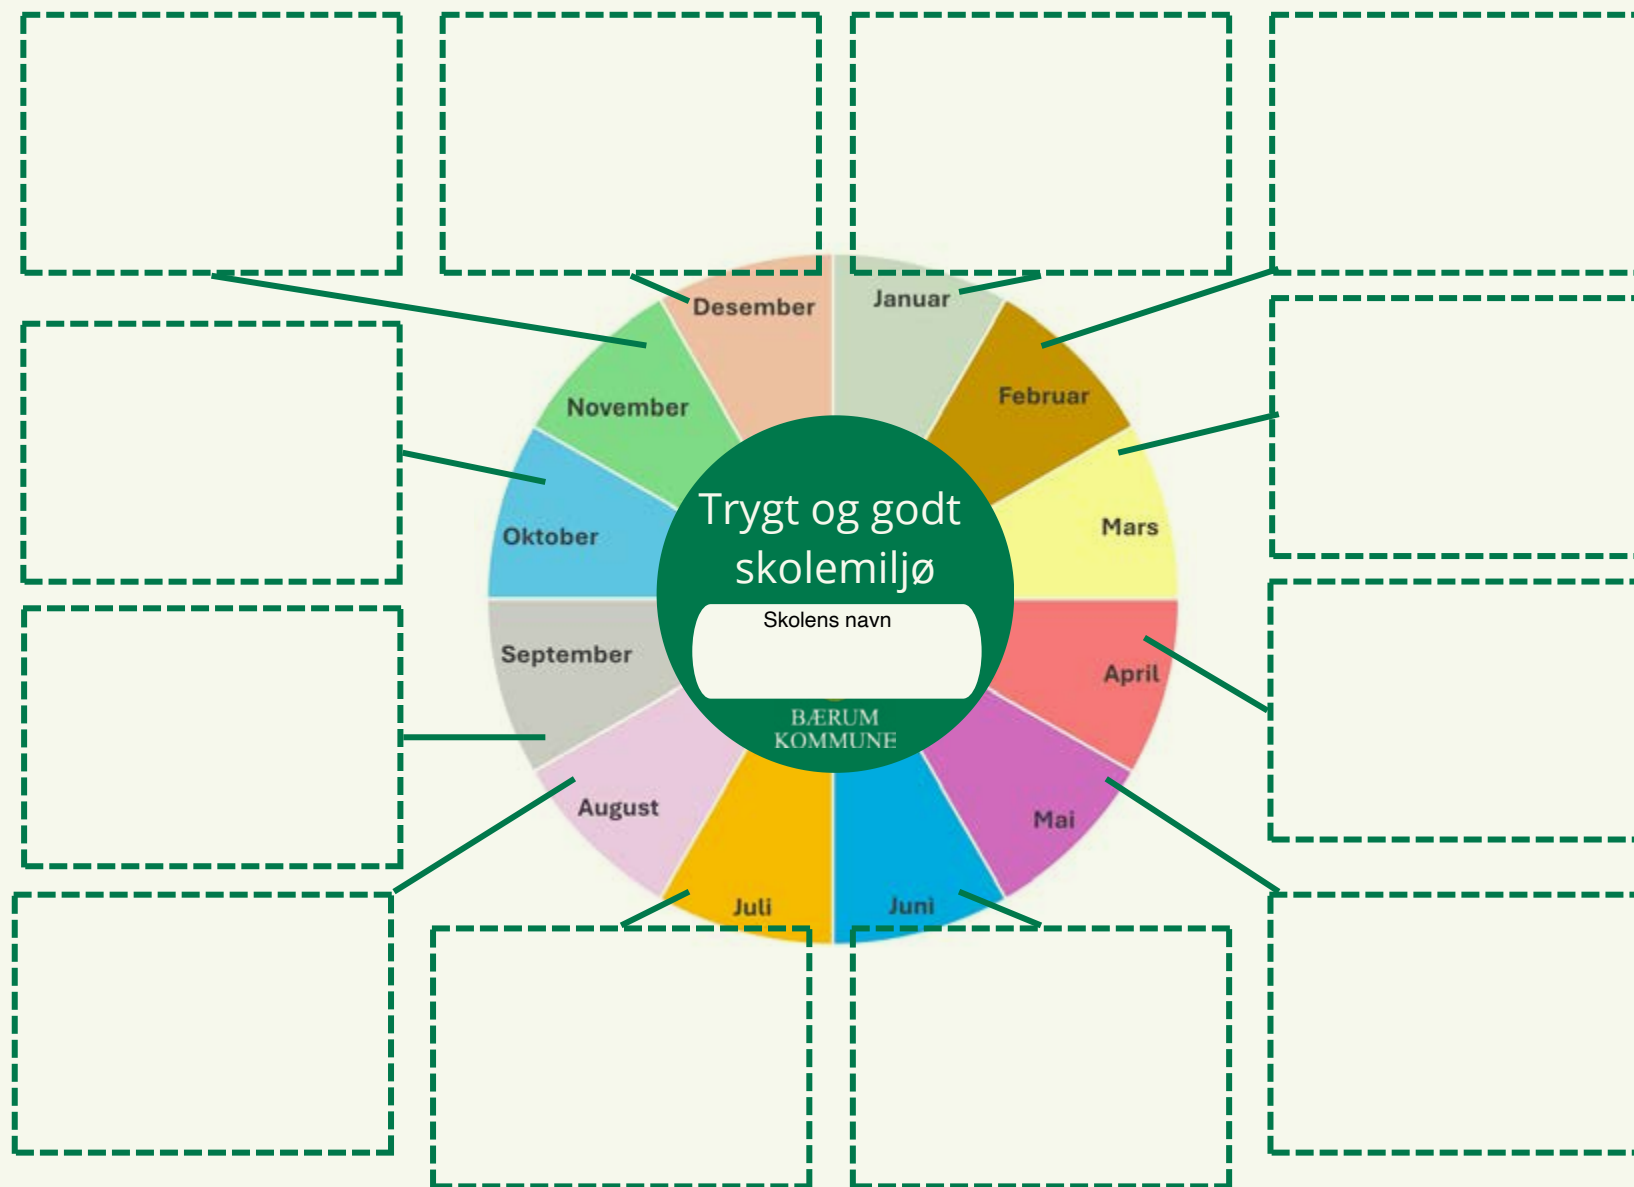 Desember
Januar
November
Februar
Oktober
Mars
Trygt og godt
skolemiljø
Skolens navn
September
April
BÆRUM
KOMMUNE
August
Mai
Juli
Juni